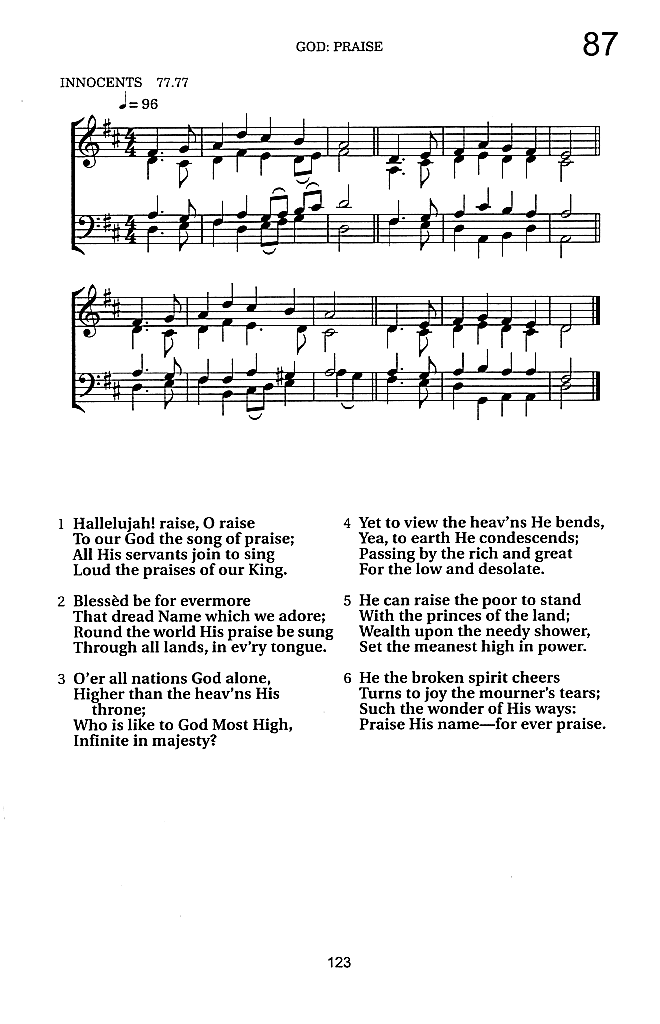 GOD: PRAISE
87
INNOCENTS 77.77
♩= 96
1 Hallelujah! raise, O raise
To our God the song of praise;
All His servants join to sing
Loud the praises of our King.
2 Blessèd be for evermore
That dread Name which we adore;
Round the world His praise be sung
Through all lands, in ev'ry tongue.
3 O'er all nations God alone,
Higher than the heav'ns His
throne;
Who is like to God Most High,
Infinite in majesty?
4 Yet to view the heav'ns He bends,
Yea, to earth He condescends;
Passing by the rich and great
For the low and desolate.
5 He can raise the poor to stand
With the princes of the land;
Wealth upon the needy shower,
Set the meanest high in power.
6 He the broken spirit cheers
Turns to joy the mourner's tears;
Such the wonder of His ways:
Praise His name—for ever praise.
123